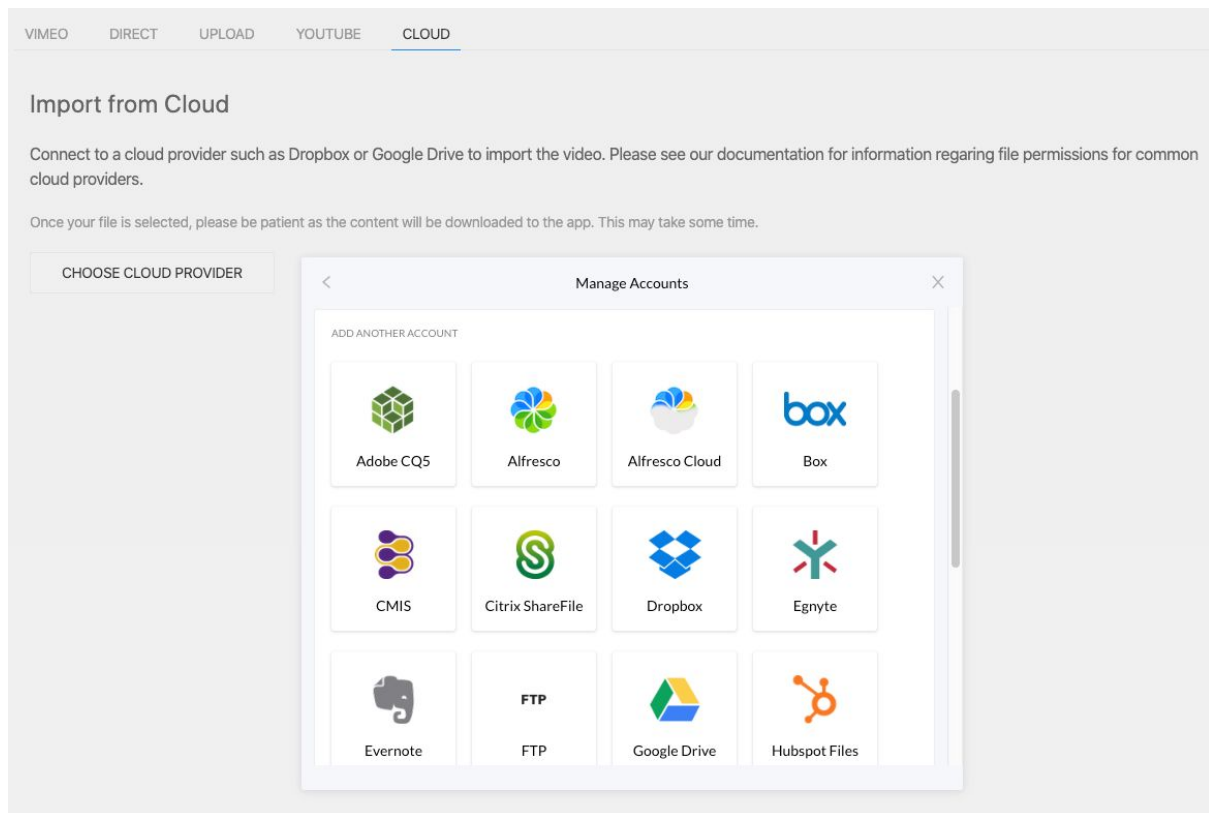 VIMEO DIRECT UPLOAD YOUTUBE CLOUD
Import from Cloud
Connect to a cloud provider such as Dropbox or Google Drive to import the video. Please see our documentation for information regaring file permissions for common
cloud providers.
Once your file is selected, please be patient as the content will be downloaded to the app. This may take some time.
CHOOSE CLOUD PROVIDER
Manage Accounts
ADD ANOTHER ACCOUNT
box
Adobe CQ5 Alfresco Alfresco Cloud Box
CMIS Citrix ShareFile Dropbox Egnyte
FTP
Evernote FTP Google Drive Hubspot Files